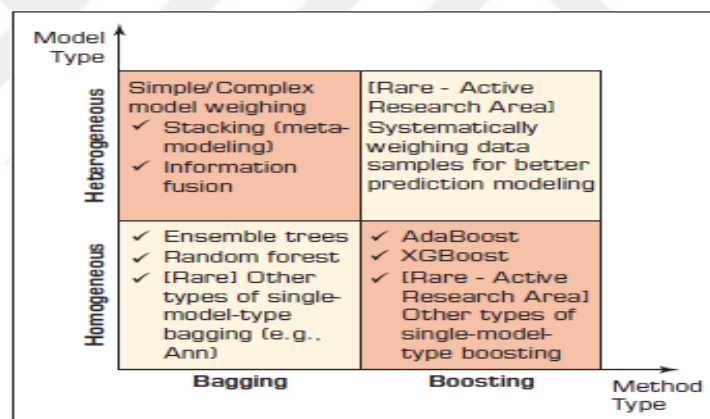 Model
Type
Heterogeneous
Simple/Complex
model weighing
✓ Stacking (meta-
modeling)
✓ Information
fusion
[Rare - Active
Research Area]
Systematically
weighing data
samples for better
prediction modeling
Homogeneous
✓ Ensemble trees
✓ Random forest
✓ [Rare] Other
types of single-
model-type
bagging (e.g.,
Ann)
✓ AdaBoost
✓ XGBoost
✓ [Rare - Active
Research Area]
Other types of
single-model-
type boosting
Bagging
Boosting
Method
Type